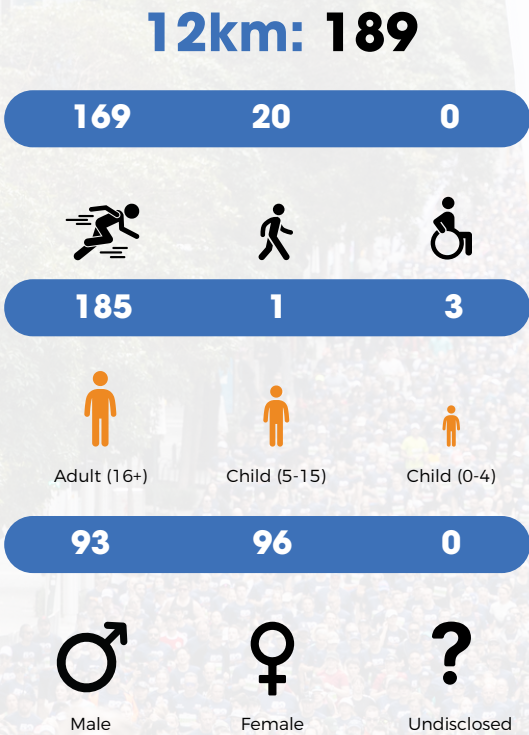 12km: 189
169 20 0
185 1 3
Adult (16+) Child (5-15) Child (0-4)
93 96 0
?
Male Female Undisclosed